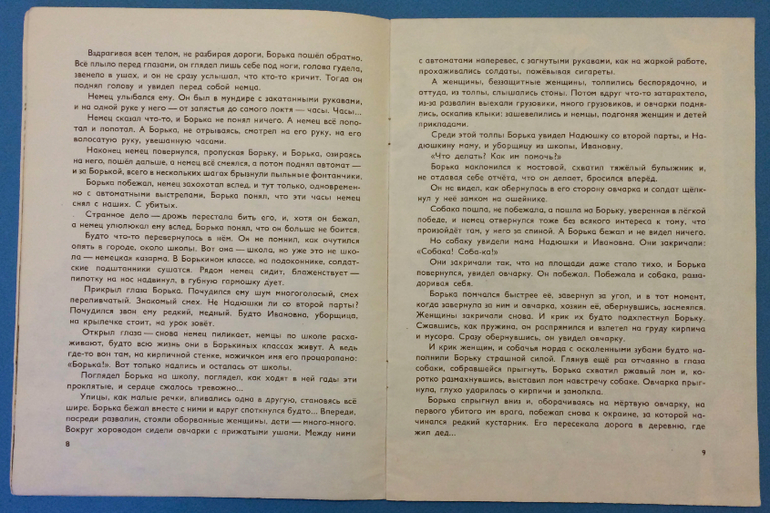 Вздрагивая всем телом, не разбирая дороги, Борька пошёл обратно.
Всё плыло перед глазами, он глядел лишь себе под ноги, голова гудела,
звенело в ушах, и он не сразу услышал, что кто-то кричит. Тогда он
поднял голову и увидел перед собой немца.
Немец улыбался ему. Он был в мундире с закатанными рукавами,
и на одной руке у него — от запястья до самого локтя — часы. Часы...
Немец сказал что-то, и Борька не понял ничего. А немец всё лопо-
тал и лопотал. А Борька, не отрываясь, смотрел на его руку, на его
волосатую руку, увешанную часами.
Наконец немец повернулся, пропуская Борьку, и Борька, озираясь
на него, пошёл дальше, а немец всё смеялся, а потом поднял автомат —
и за Борькой, всего в нескольких шагах брызнули пыльные фонтанчики.
Борька побежал, немец захохотал вслед, и тут только, одновремен-
но с автоматными выстрелами, Борька понял, что эти часы немец
снял с наших. С убитых.
Странное дело — дрожь перестала бить его, и, хотя он бежал,
а немец улюлюкал ему вслед, Борька понял, что он больше не боится.
Будто что-то перевернулось в нём. Он не помнил, как очутился
опять в городе, около школы. Вот она — школа, но уже это не шко-
ла — немецкая казарма. В Борькином классе, на подоконнике, солдат-
ские подштанники сушатся. Рядом немец сидит, блаженствует —
пилотку на нос надвинул, в губную гармошку дует.
Прикрыл глаза Борька. Почудился ему шум многоголосый, смех
переливчатый. Знакомый смех. Не Надюшки ли со второй парты?
Почудился звон ему редкий, медный. Будто Ивановна, уборщица,
на крылечке стоит, на урок зовёт.
Открыл глаза — снова немец пиликает, немцы по школе расха-
живают, будто всю жизнь они в Борькиных классах живут. А ведь
где-то вон там, на кирпичной стенке, ножичком имя его процарапано:
«Борька!». Вот только надпись и осталась от школы.
Поглядел Борька на школу, поглядел, как ходят в ней гады эти
проклятые, и сердце сжалось тревожно...
Улицы, как малые речки, вливались одна в другую, становясь всё
шире. Борька бежал вместе с ними и вдруг споткнулся будто... Впереди,
посреди развалин, стояли оборванные женщины, дети — много-много.
Вокруг хороводом сидели овчарки с прижатыми ушами. Между ними
8
с автоматами наперевес, с загнутыми рукавами, как на жаркой работе,
прохаживались солдаты, пожёвывая сигареты.
А женщины, беззащитные женщины, толпились беспорядочно, и
оттуда, из толпы, слышались стоны. Потом вдруг что-то затарахтело,
из-за развалин выехали грузовики, много грузовиков, и овчарки подня-
лись, оскалив клыки: зашевелились и немцы, подгоняя женщин и детей
прикладами.
Среди этой толпы Борька увидел Надюшку со второй парты, и На-
дюшкину маму, и уборщицу из школы, Ивановну.
«Что делать? Как им помочь?»
Борька наклонился к мостовой, схватил тяжёлый булыжник и,
не отдавая себе отчёта, что он делает, бросился вперёд.
Он не видел, как обернулась в его сторону овчарка и солдат щёлк-
нул у неё замком на ошейнике.
Собака пошла, не побежала, а пошла на Борьку, уверенная в лёгкой
победе, и немец отвернулся тоже без всякого интереса к тому, что
произойдёт там, у него за спиной. А Борька бежал и не видел ничего.
Но собаку увидели мама Надюшки и Ивановна. Они закричали:
«Собака! Соба-ка!»
Они закричали так, что на площади даже стало тихо, и Борька
повернулся, увидел овчарку. Он побежал. Побежала и собака, раззa-
доривая себя.
Борька помчался быстрее её, завернул за угол, и в тот момент,
когда завернула за ним и овчарка, хозяин её, обернувшись, засмеялся.
Женщины закричали снова. И крик их будто подхлестнул Борьку.
Сжавшись, как пружина, он распрямился и взлетел на груду кирпича
и мусора. Сразу обернувшись, он увидел овчарку.
И крик женщин, и собачья морда с оскаленными зубами будто на-
полнили Борьку страшной силой. Глянув ещё раз отчаянно в глаза
собаки, собравшейся прыгнуть, Борька схватил ржавый лом и, ко-
ротко размахнувшись, выставил лом навстречу собаке. Овчарка прыг-
нула, глухо ударилась о кирпичи и замолкла.
Борька спрыгнул вниз и, оборачиваясь на мёртвую овчарку, на
первого убитого им врага, побежал снова к окраине, за которой на-
чинался редкий кустарник. Его пересекала дорога в деревню, где
жил дед...
9